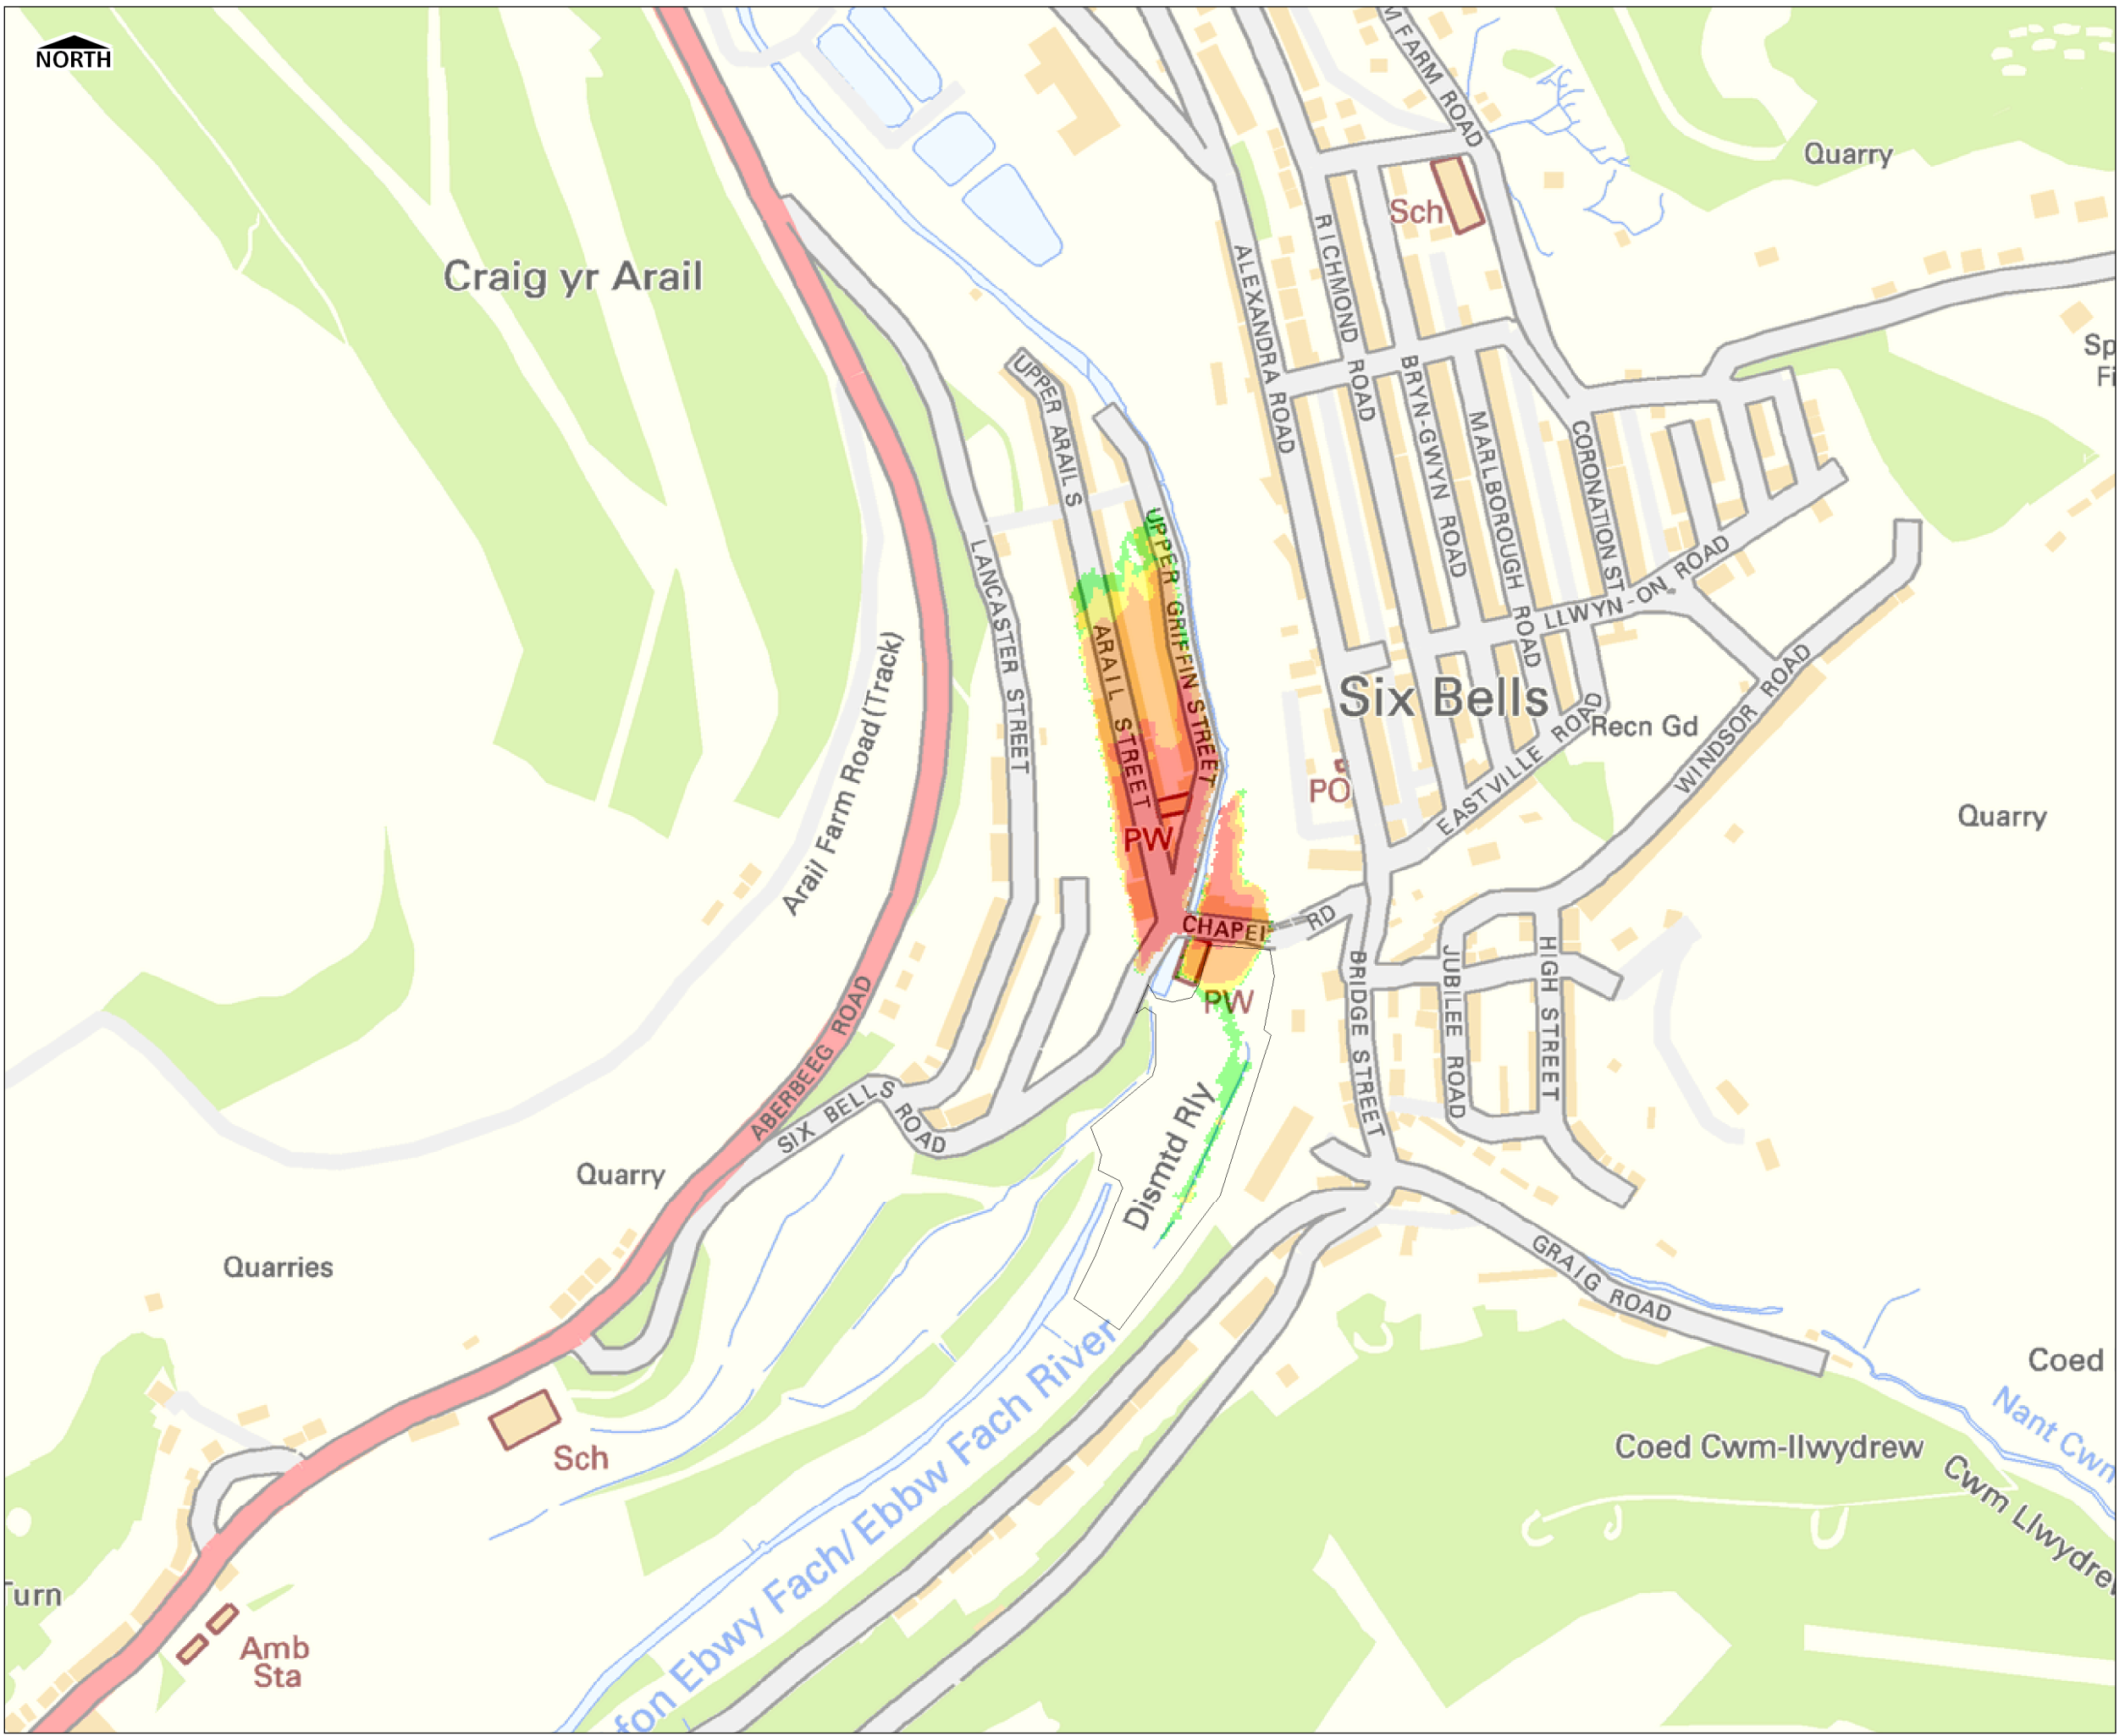 NORTH
M FARM ROAD
Quarry
Sch
Craig yr Arail
ALEXANDRA ROAD
RICHMOND ROAD
Sp
Fi
UPPER ARAIL S
BRYN-GWYN ROAD
MARLBOROUGH ROAD
CORONATION ST
LANCASTER STREET
UPPER GRIFFIN STREET
LLWYN-ON ROAD
ARAIL STREET
Arail Farm Road (Track)
Six Bells
Recn Gd
WINDSOR ROAD
EASTVILLE ROAD
PO
Quarry
PW
CHAPEL
RD
PW
BRIDGE STREET
JUBILEE ROAD
HIGH STREET
ABERBEEG ROAD
SIX BELLS ROAD
Dismtd Rly
Quarry
Quarries
GRAIG ROAD
Coed
Nant Cwm
Sch
Coed Cwm-llwydrew
Cwm Llwydrew
fon Ebwy Fach/ Ebbw Fach River
Turn
Amb
Sta